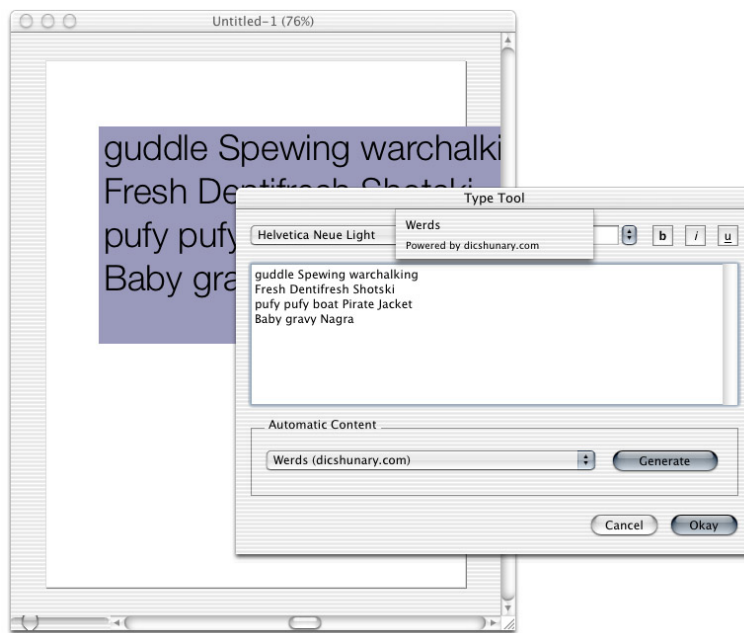 Untitled-1 (76%)
guddle Spewing warchalki
Fresh Dentifresh Shotski
pufy pufy
Baby gra
Type Tool
Helvetica Neue Light
Werds
Powered by dicshunary.com
b i u
guddle Spewing warchalking
Fresh Dentifresh Shotski
pufy pufy boat Pirate Jacket
Baby gravy Nagra
Automatic Content
Werds (dicshunary.com)
Generate
Cancel
Okay